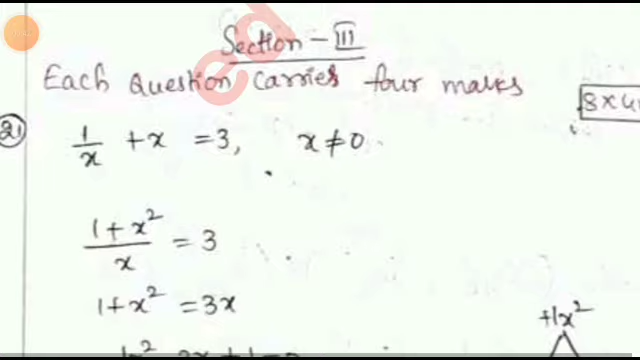 Section - III
Each Question carries four marks
8 x 4
21
1/x + x = 3, x ≠ 0
(1 + x²)/x = 3
1 + x² = 3x
+1x²